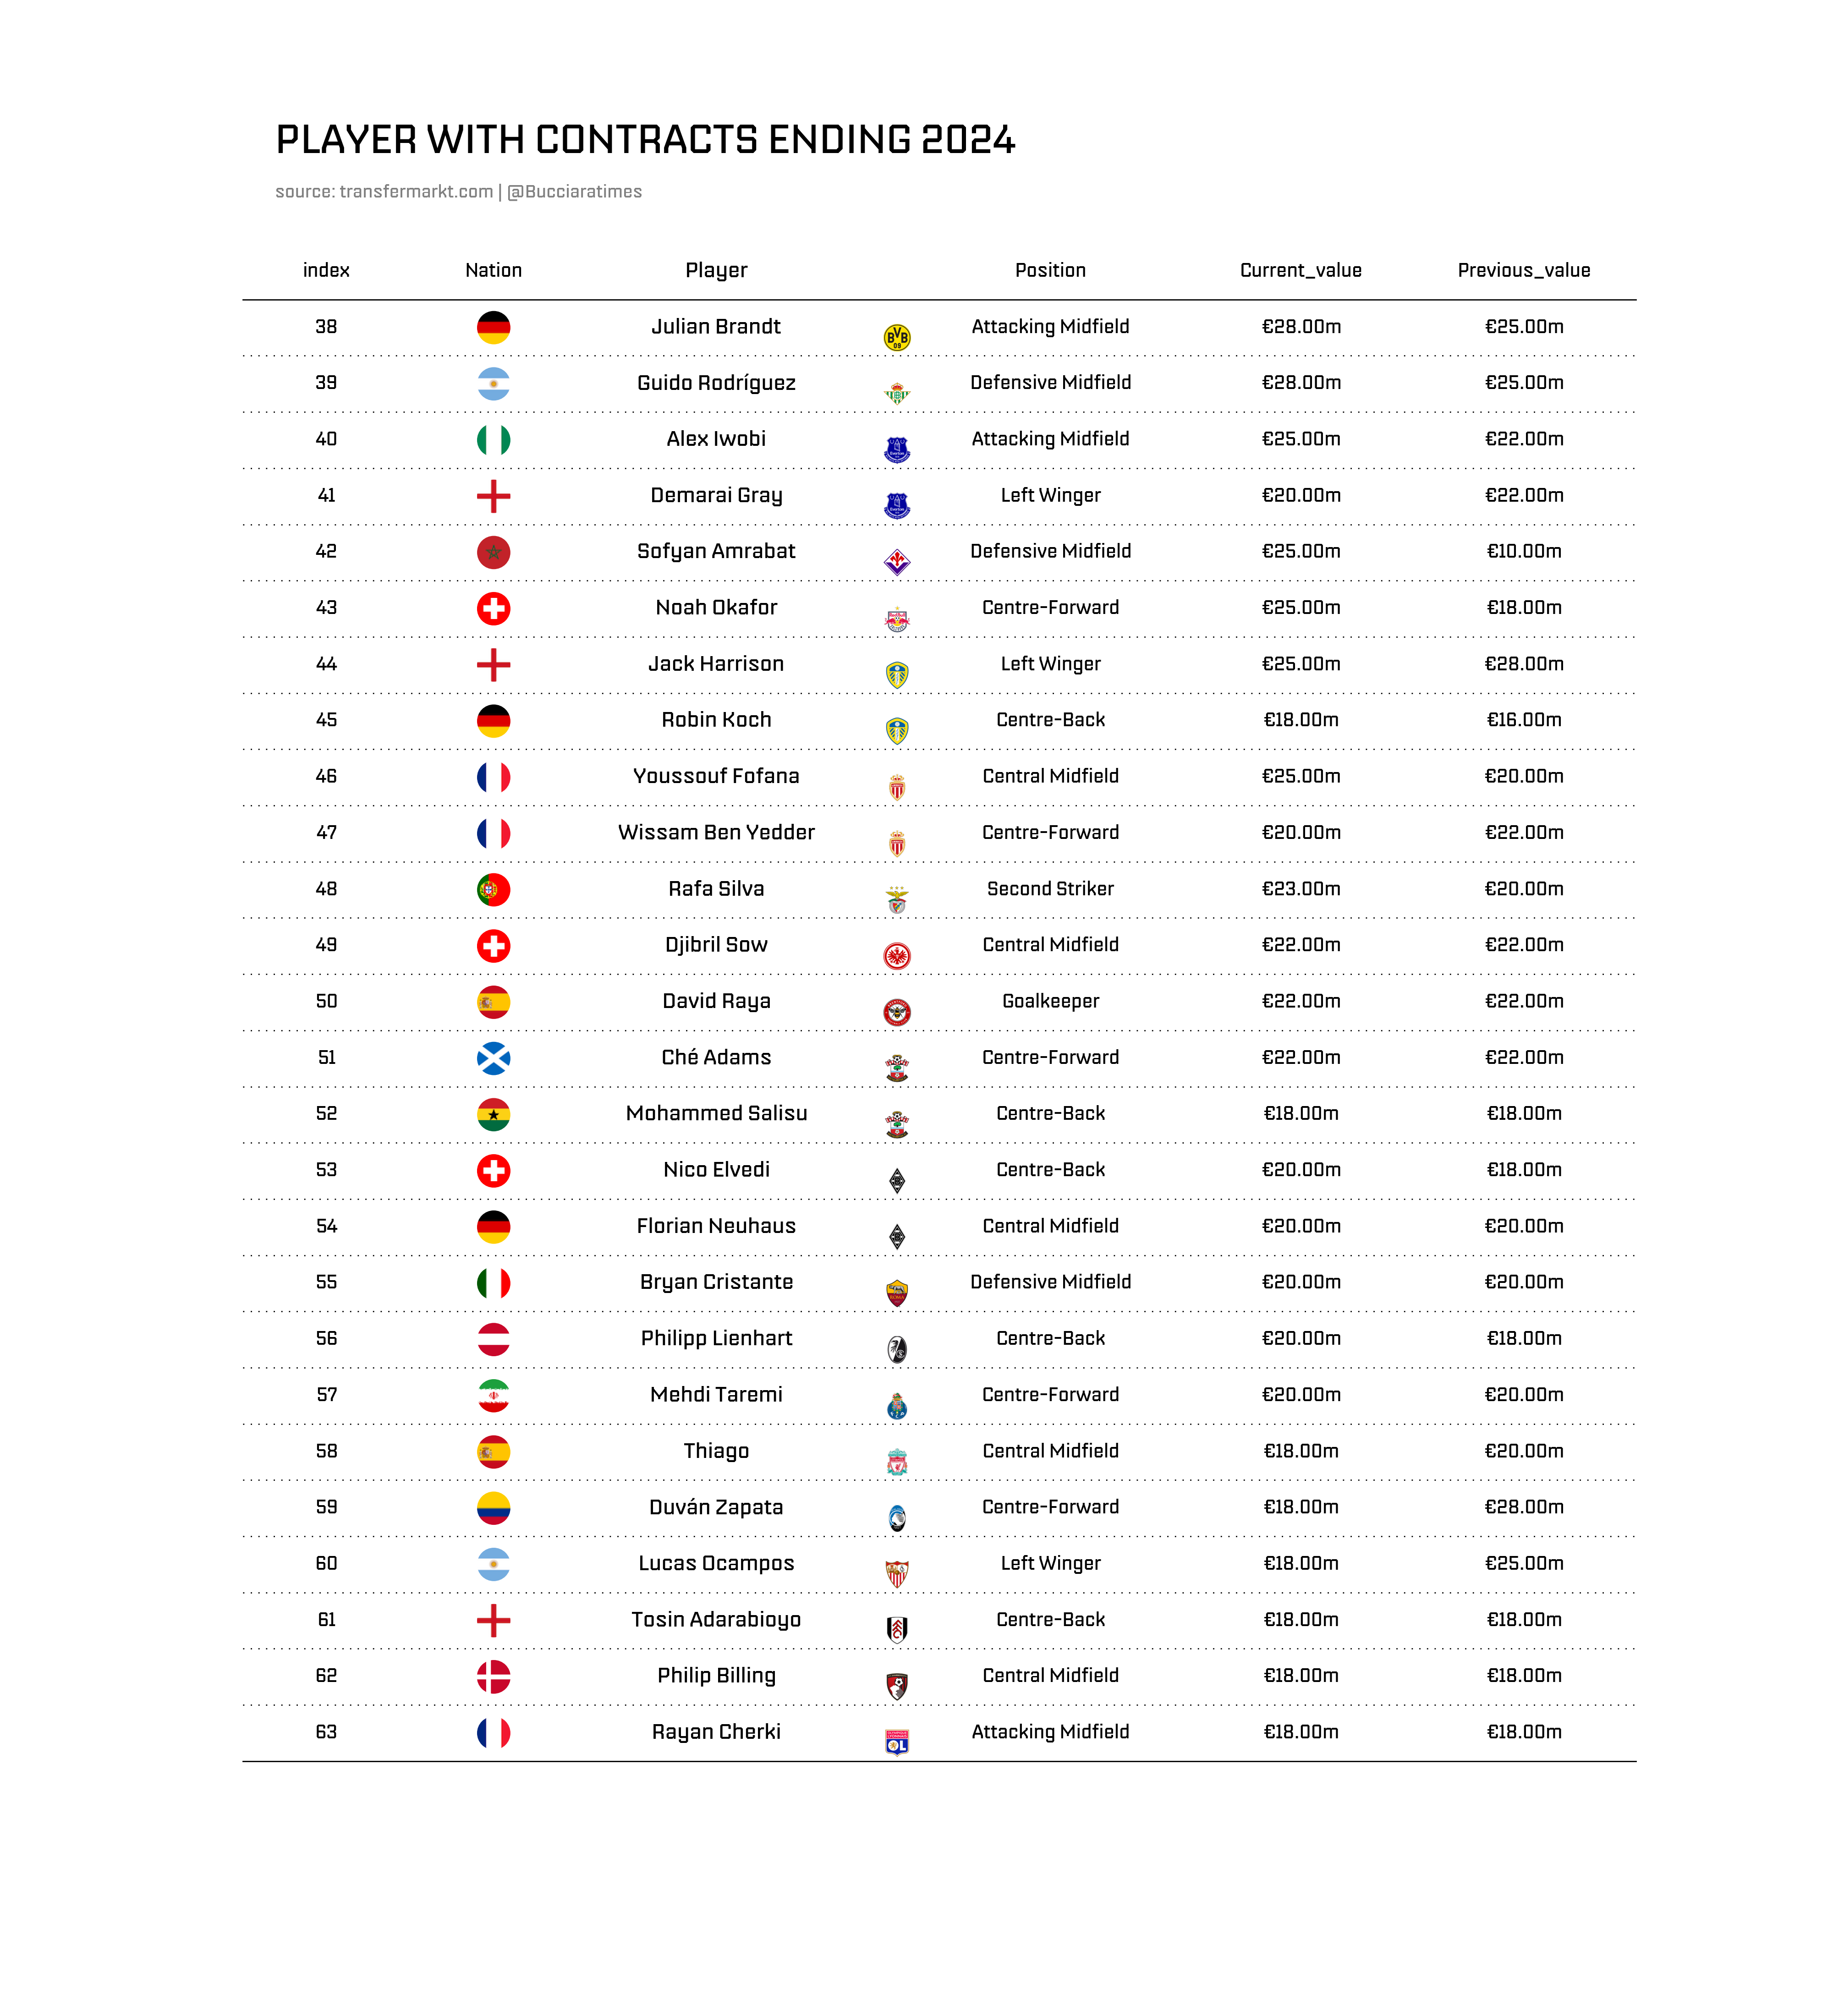 PLAYER WITH CONTRACTS ENDING 2024
source: transfermarkt.com | @Bucciaratimes
index Nation Player Position Current_value Previous_value
38 Julian Brandt BVB 09 Attacking Midfield €28.00m €25.00m
39 Guido Rodríguez Defensive Midfield €28.00m €25.00m
40 Alex Iwobi Attacking Midfield €25.00m €22.00m
41 Demarai Gray Left Winger €20.00m €22.00m
42 Sofyan Amrabat Defensive Midfield €25.00m €10.00m
43 Noah Okafor Centre-Forward €25.00m €18.00m
44 Jack Harrison Left Winger €25.00m €28.00m
45 Robin Koch Centre-Back €18.00m €16.00m
46 Youssouf Fofana Central Midfield €25.00m €20.00m
47 Wissam Ben Yedder Centre-Forward €20.00m €22.00m
48 Rafa Silva Second Striker €23.00m €20.00m
49 Djibril Sow Central Midfield €22.00m €22.00m
50 David Raya Goalkeeper €22.00m €22.00m
51 Ché Adams Centre-Forward €22.00m €22.00m
52 Mohammed Salisu Centre-Back €18.00m €18.00m
53 Nico Elvedi Centre-Back €20.00m €18.00m
54 Florian Neuhaus Central Midfield €20.00m €20.00m
55 Bryan Cristante Defensive Midfield €20.00m €20.00m
56 Philipp Lienhart Centre-Back €20.00m €18.00m
57 Mehdi Taremi Centre-Forward €20.00m €20.00m
58 Thiago Central Midfield €18.00m €20.00m
59 Duván Zapata Centre-Forward €18.00m €28.00m
60 Lucas Ocampos Left Winger €18.00m €25.00m
61 Tosin Adarabioyo Centre-Back €18.00m €18.00m
62 Philip Billing Central Midfield €18.00m €18.00m
63 Rayan Cherki OL Attacking Midfield €18.00m €18.00m